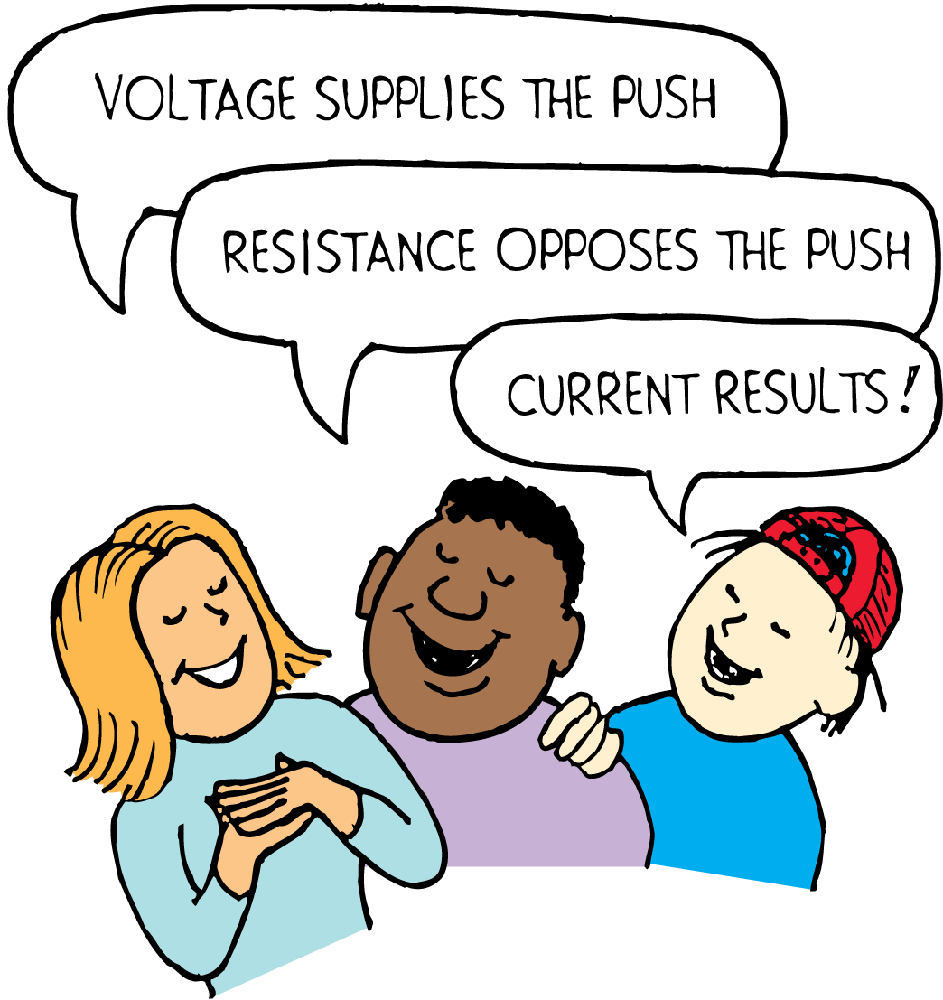 VOLTAGE SUPPLIES THE PUSH
RESISTANCE OPPOSES THE PUSH
CURRENT RESULTS!